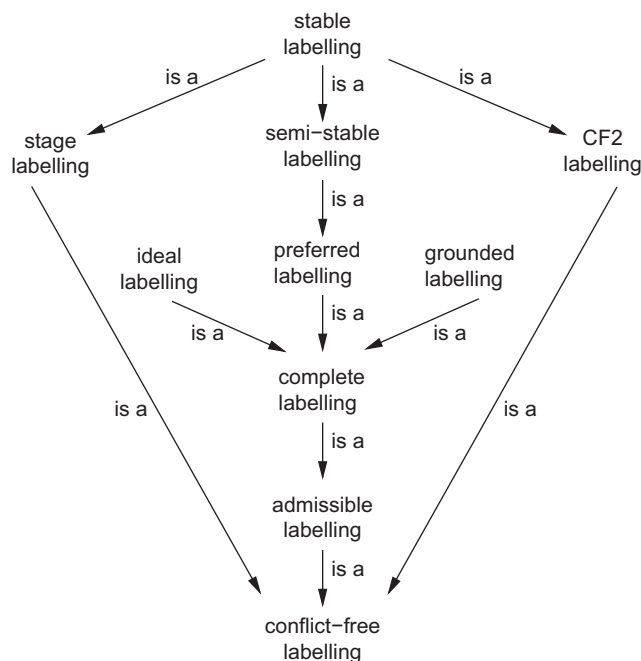 stable
labelling
is a
is a
is a
stage
labelling
semi−stable
labelling
CF2
labelling
is a
ideal
labelling
preferred
labelling
grounded
labelling
is a
is a
is a
complete
labelling
is a
is a
is a
admissible
labelling
is a
conflict−free
labelling